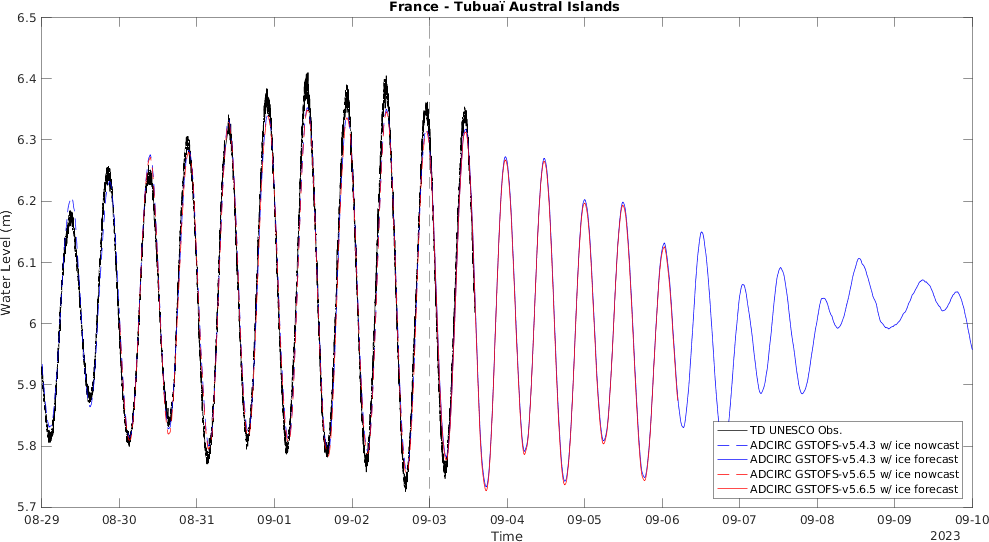 France - Tubuaï Austral Islands
6.5
6.4
6.3
6.2
6.1
6
5.9
5.8
5.7
Water Level (m)
TD UNESCO Obs.
ADCIRC GSTOFS-v5.4.3 w/ ice nowcast
ADCIRC GSTOFS-v5.4.3 w/ ice forecast
ADCIRC GSTOFS-v5.6.5 w/ ice nowcast
ADCIRC GSTOFS-v5.6.5 w/ ice forecast
08-29 08-30 08-31 09-01 09-02 09-03 09-04 09-05 09-06 09-07 09-08 09-09 09-10
Time
2023